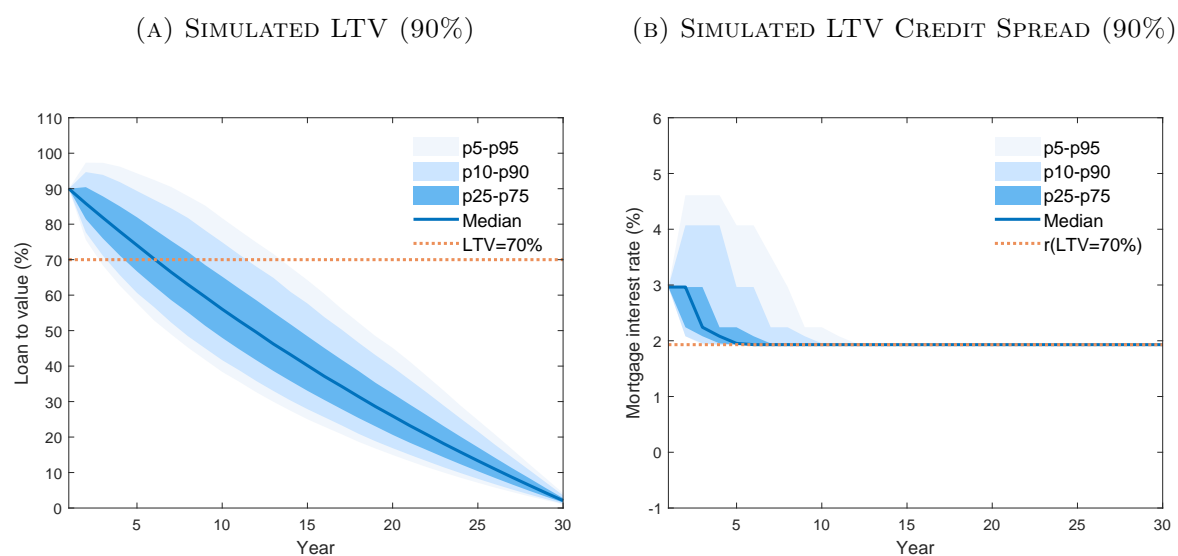 (A) SIMULATED LTV (90%)
110
100
90
80
70
60
50
40
30
20
10
0
Loan to value (%)
5
10
15
20
25
30
Year
p5-p95
p10-p90
p25-p75
Median
LTV=70%
(B) SIMULATED LTV CREDIT SPREAD (90%)
6
5
4
3
2
1
0
-1
Mortgage interest rate (%)
5
10
15
20
25
30
Year
p5-p95
p10-p90
p25-p75
Median
r(LTV=70%)